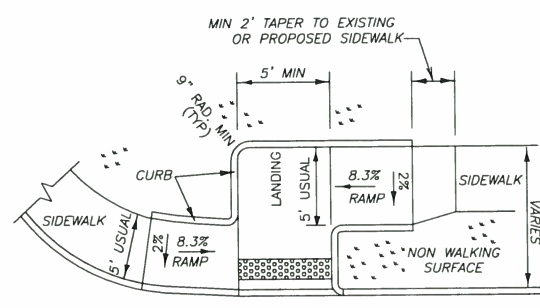 MIN 2' TAPER TO EXISTING
OR PROPOSED SIDEWALK
5' MIN
9" RAD. MIN
(TYP)
CURB
LANDING
5' USUAL
8.3%
RAMP
2%
SIDEWALK
VARIES
SIDEWALK
5' USUAL
2%
8.3%
RAMP
NON WALKING
SURFACE